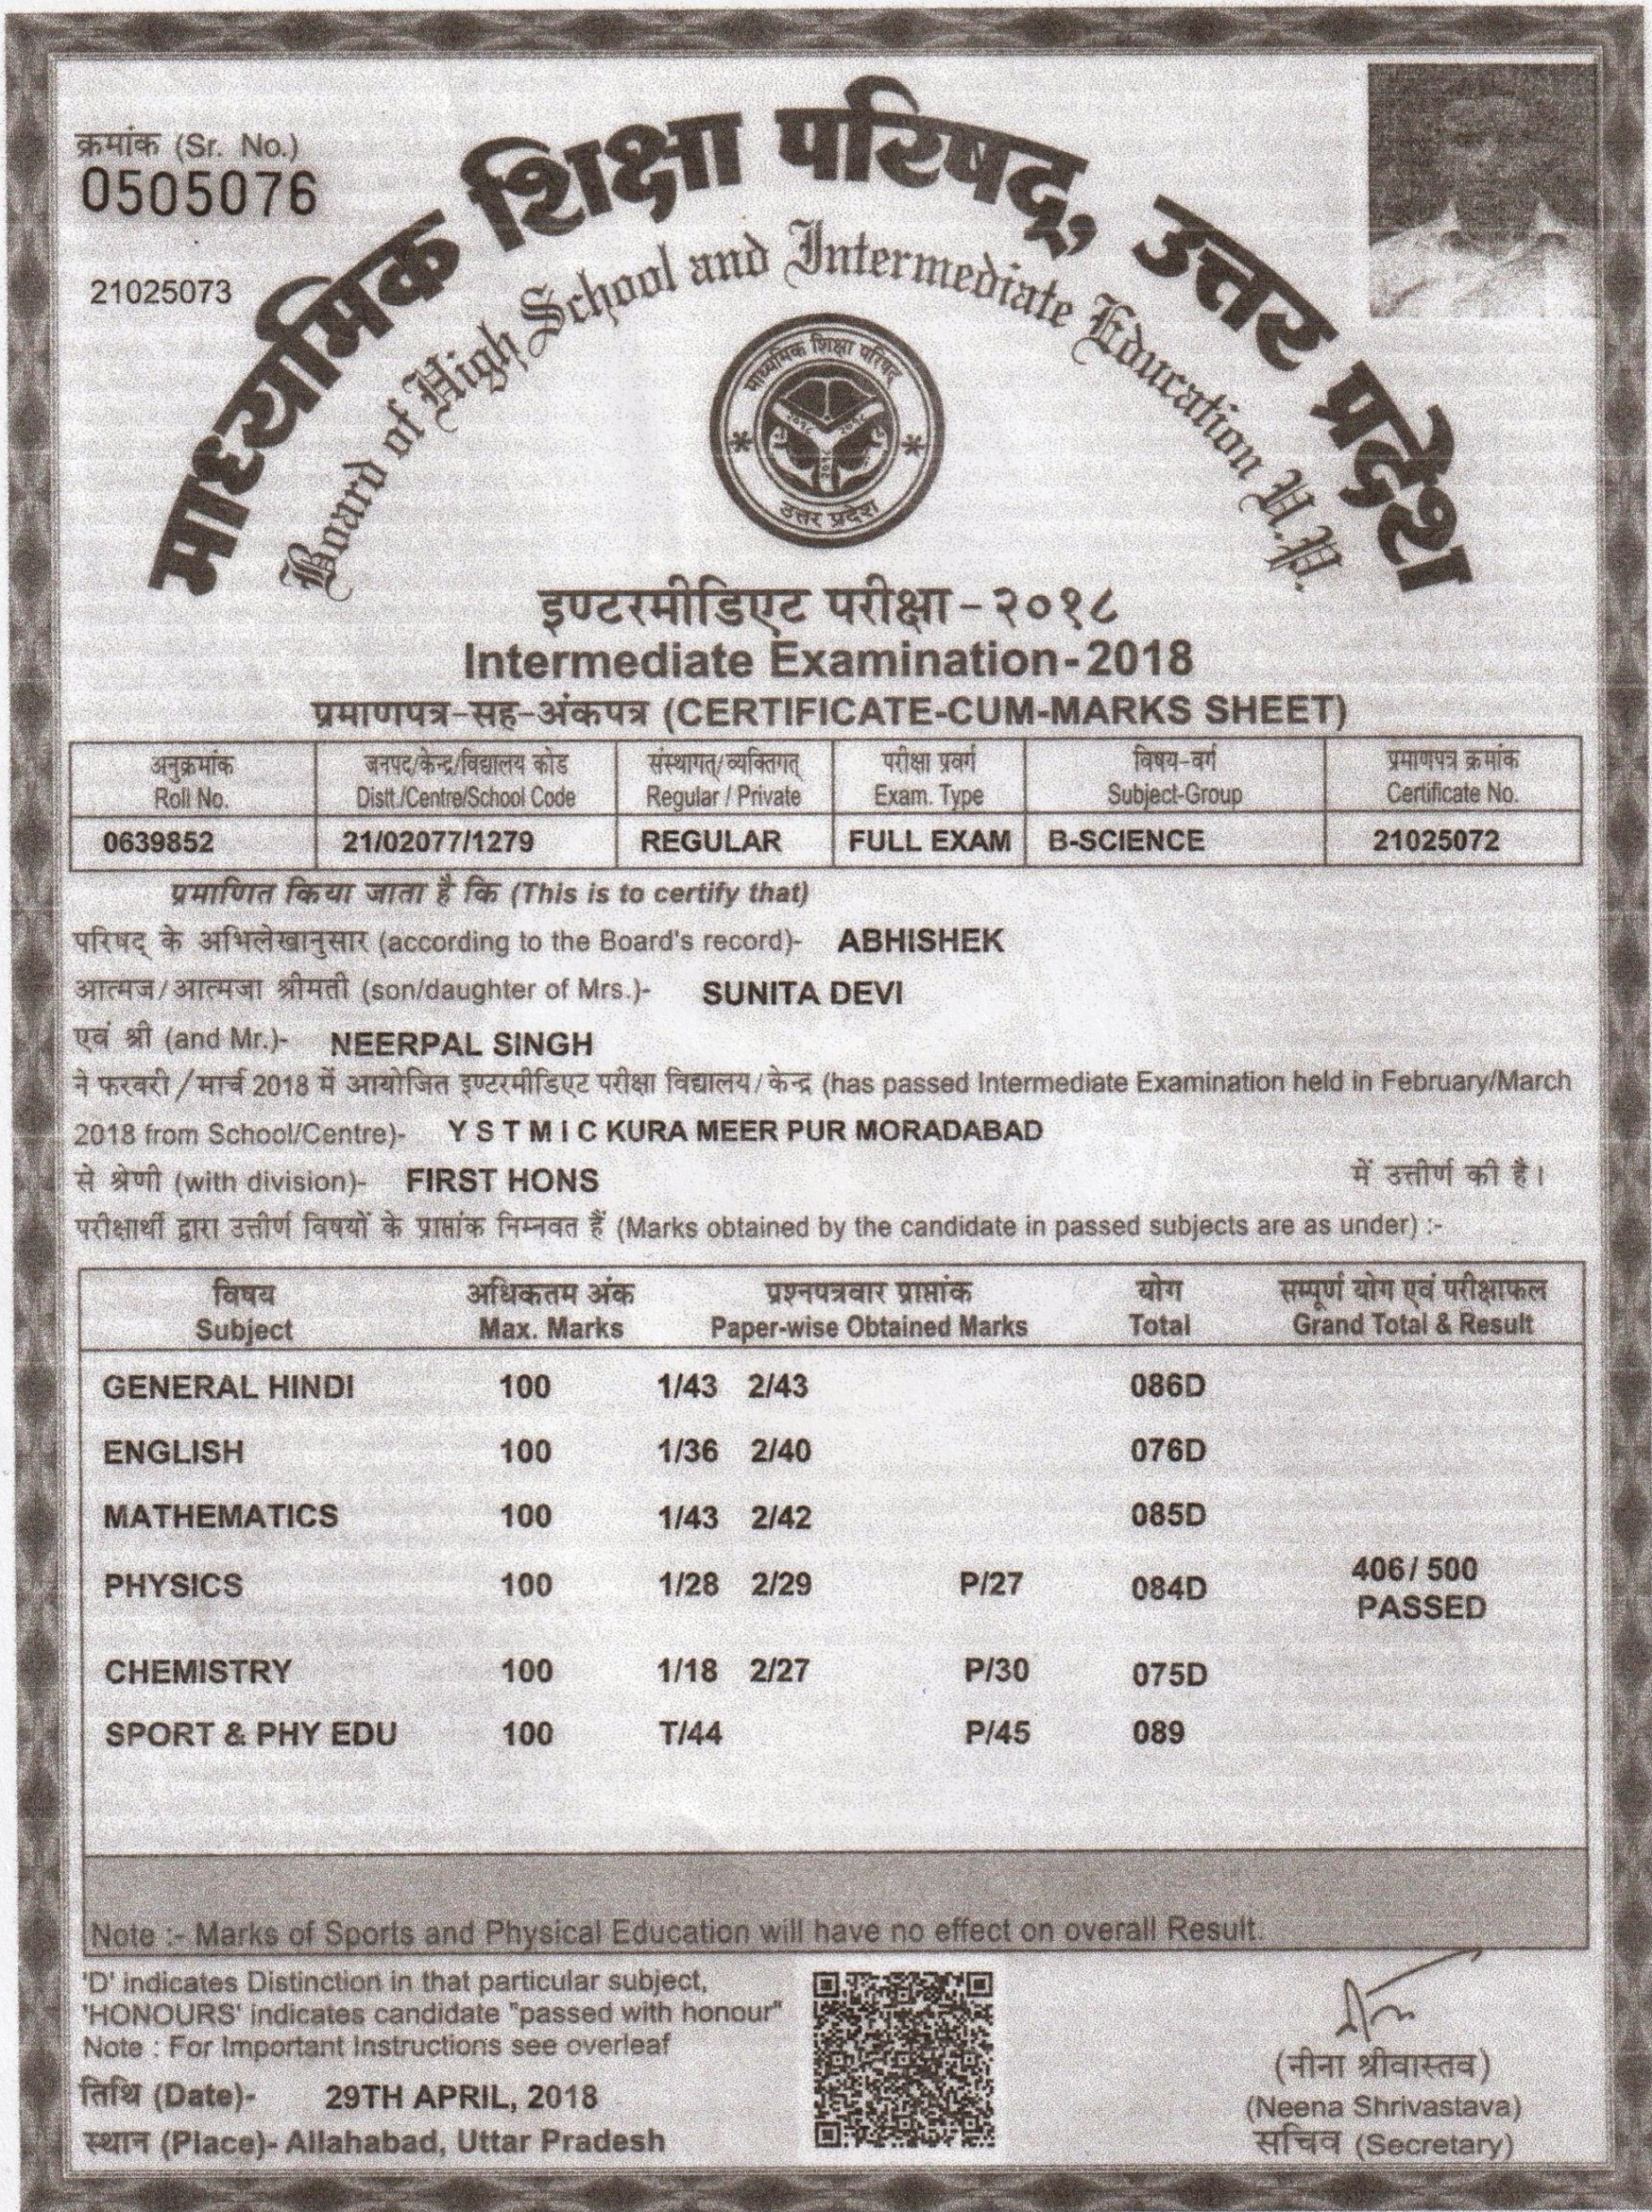 क्रमांक (Sr. No.)
0505076
21025073
माध्यमिक शिक्षा परिषद्, उत्तर प्रदेश
Board of High School and Intermediate Education U.P.
माध्यमिक शिक्षा परिषद्
२०१८ २०१८
उत्तर प्रदेश
इण्टरमीडिएट परीक्षा - २०१८
Intermediate Examination - 2018
प्रमाणपत्र-सह-अंकपत्र (CERTIFICATE-CUM-MARKS SHEET)
अनुक्रमांक जनपद/केन्द्र/विद्यालय कोड संस्थागत्/व्यक्तिगत् परीक्षा प्रवर्ग विषय-वर्ग प्रमाणपत्र क्रमांक
Roll No. Distt./Centre/School Code Regular / Private Exam. Type Subject-Group Certificate No.
0639852 21/02077/1279 REGULAR FULL EXAM B-SCIENCE 21025072
प्रमाणित किया जाता है कि (This is to certify that)
परिषद् के अभिलेखानुसार (according to the Board's record)- ABHISHEK
आत्मज/आत्मजा श्रीमती (son/daughter of Mrs.)- SUNITA DEVI
एवं श्री (and Mr.)- NEERPAL SINGH
ने फरवरी/मार्च 2018 में आयोजित इण्टरमीडिएट परीक्षा विद्यालय/केन्द्र (has passed Intermediate Examination held in February/March
2018 from School/Centre)- Y S T M I C KURA MEER PUR MORADABAD
से श्रेणी (with division)- FIRST HONS में उत्तीर्ण की है।
परीक्षार्थी द्वारा उत्तीर्ण विषयों के प्राप्तांक निम्नवत हैं (Marks obtained by the candidate in passed subjects are as under) :-
विषय अधिकतम अंक प्रश्नपत्रवार प्राप्तांक योग सम्पूर्ण योग एवं परीक्षाफल
Subject Max. Marks Paper-wise Obtained Marks Total Grand Total & Result
GENERAL HINDI 100 1/43 2/43 086D
ENGLISH 100 1/36 2/40 076D
MATHEMATICS 100 1/43 2/42 085D
PHYSICS 100 1/28 2/29 P/27 084D 406/ 500
PASSED
CHEMISTRY 100 1/18 2/27 P/30 075D
SPORT & PHY EDU 100 T/44 P/45 089
Note :- Marks of Sports and Physical Education will have no effect on overall Result.
'D' indicates Distinction in that particular subject,
'HONOURS' indicates candidate "passed with honour"
Note : For Important Instructions see overleaf
तिथि (Date)- 29TH APRIL, 2018
स्थान (Place)- Allahabad, Uttar Pradesh
(नीना श्रीवास्तव)
(Neena Shrivastava)
सचिव (Secretary)